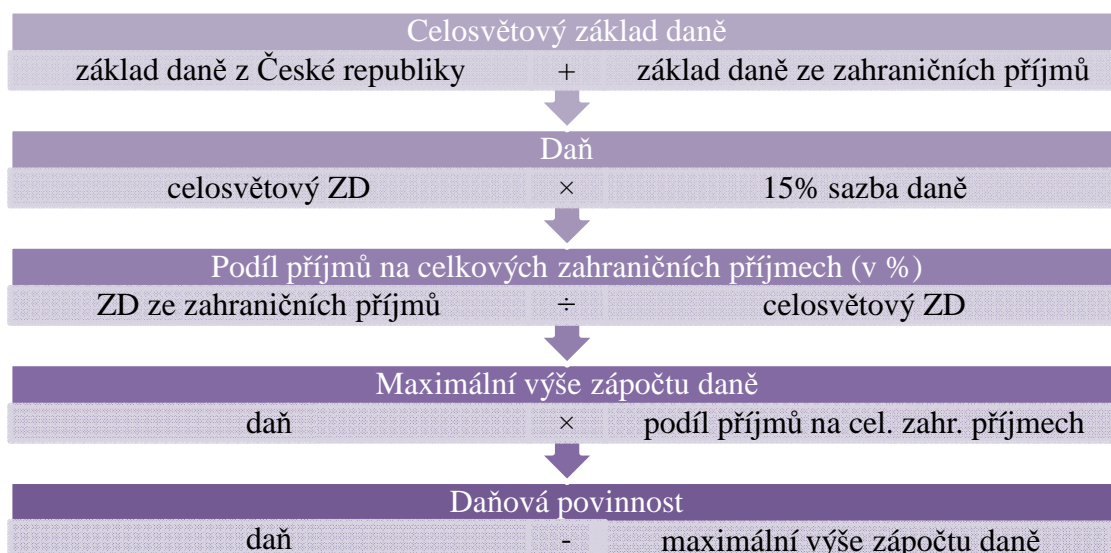 Celosvětový základ daně
základ daně z České republiky + základ daně ze zahraničních příjmů
Daň
celosvětový ZD × 15% sazba daně
Podíl příjmů na celkových zahraničních příjmech (v %)
ZD ze zahraničních příjmů ÷ celosvětový ZD
Maximální výše zápočtu daně
daň × podíl příjmů na cel. zahr. příjmech
Daňová povinnost
daň - maximální výše zápočtu daně